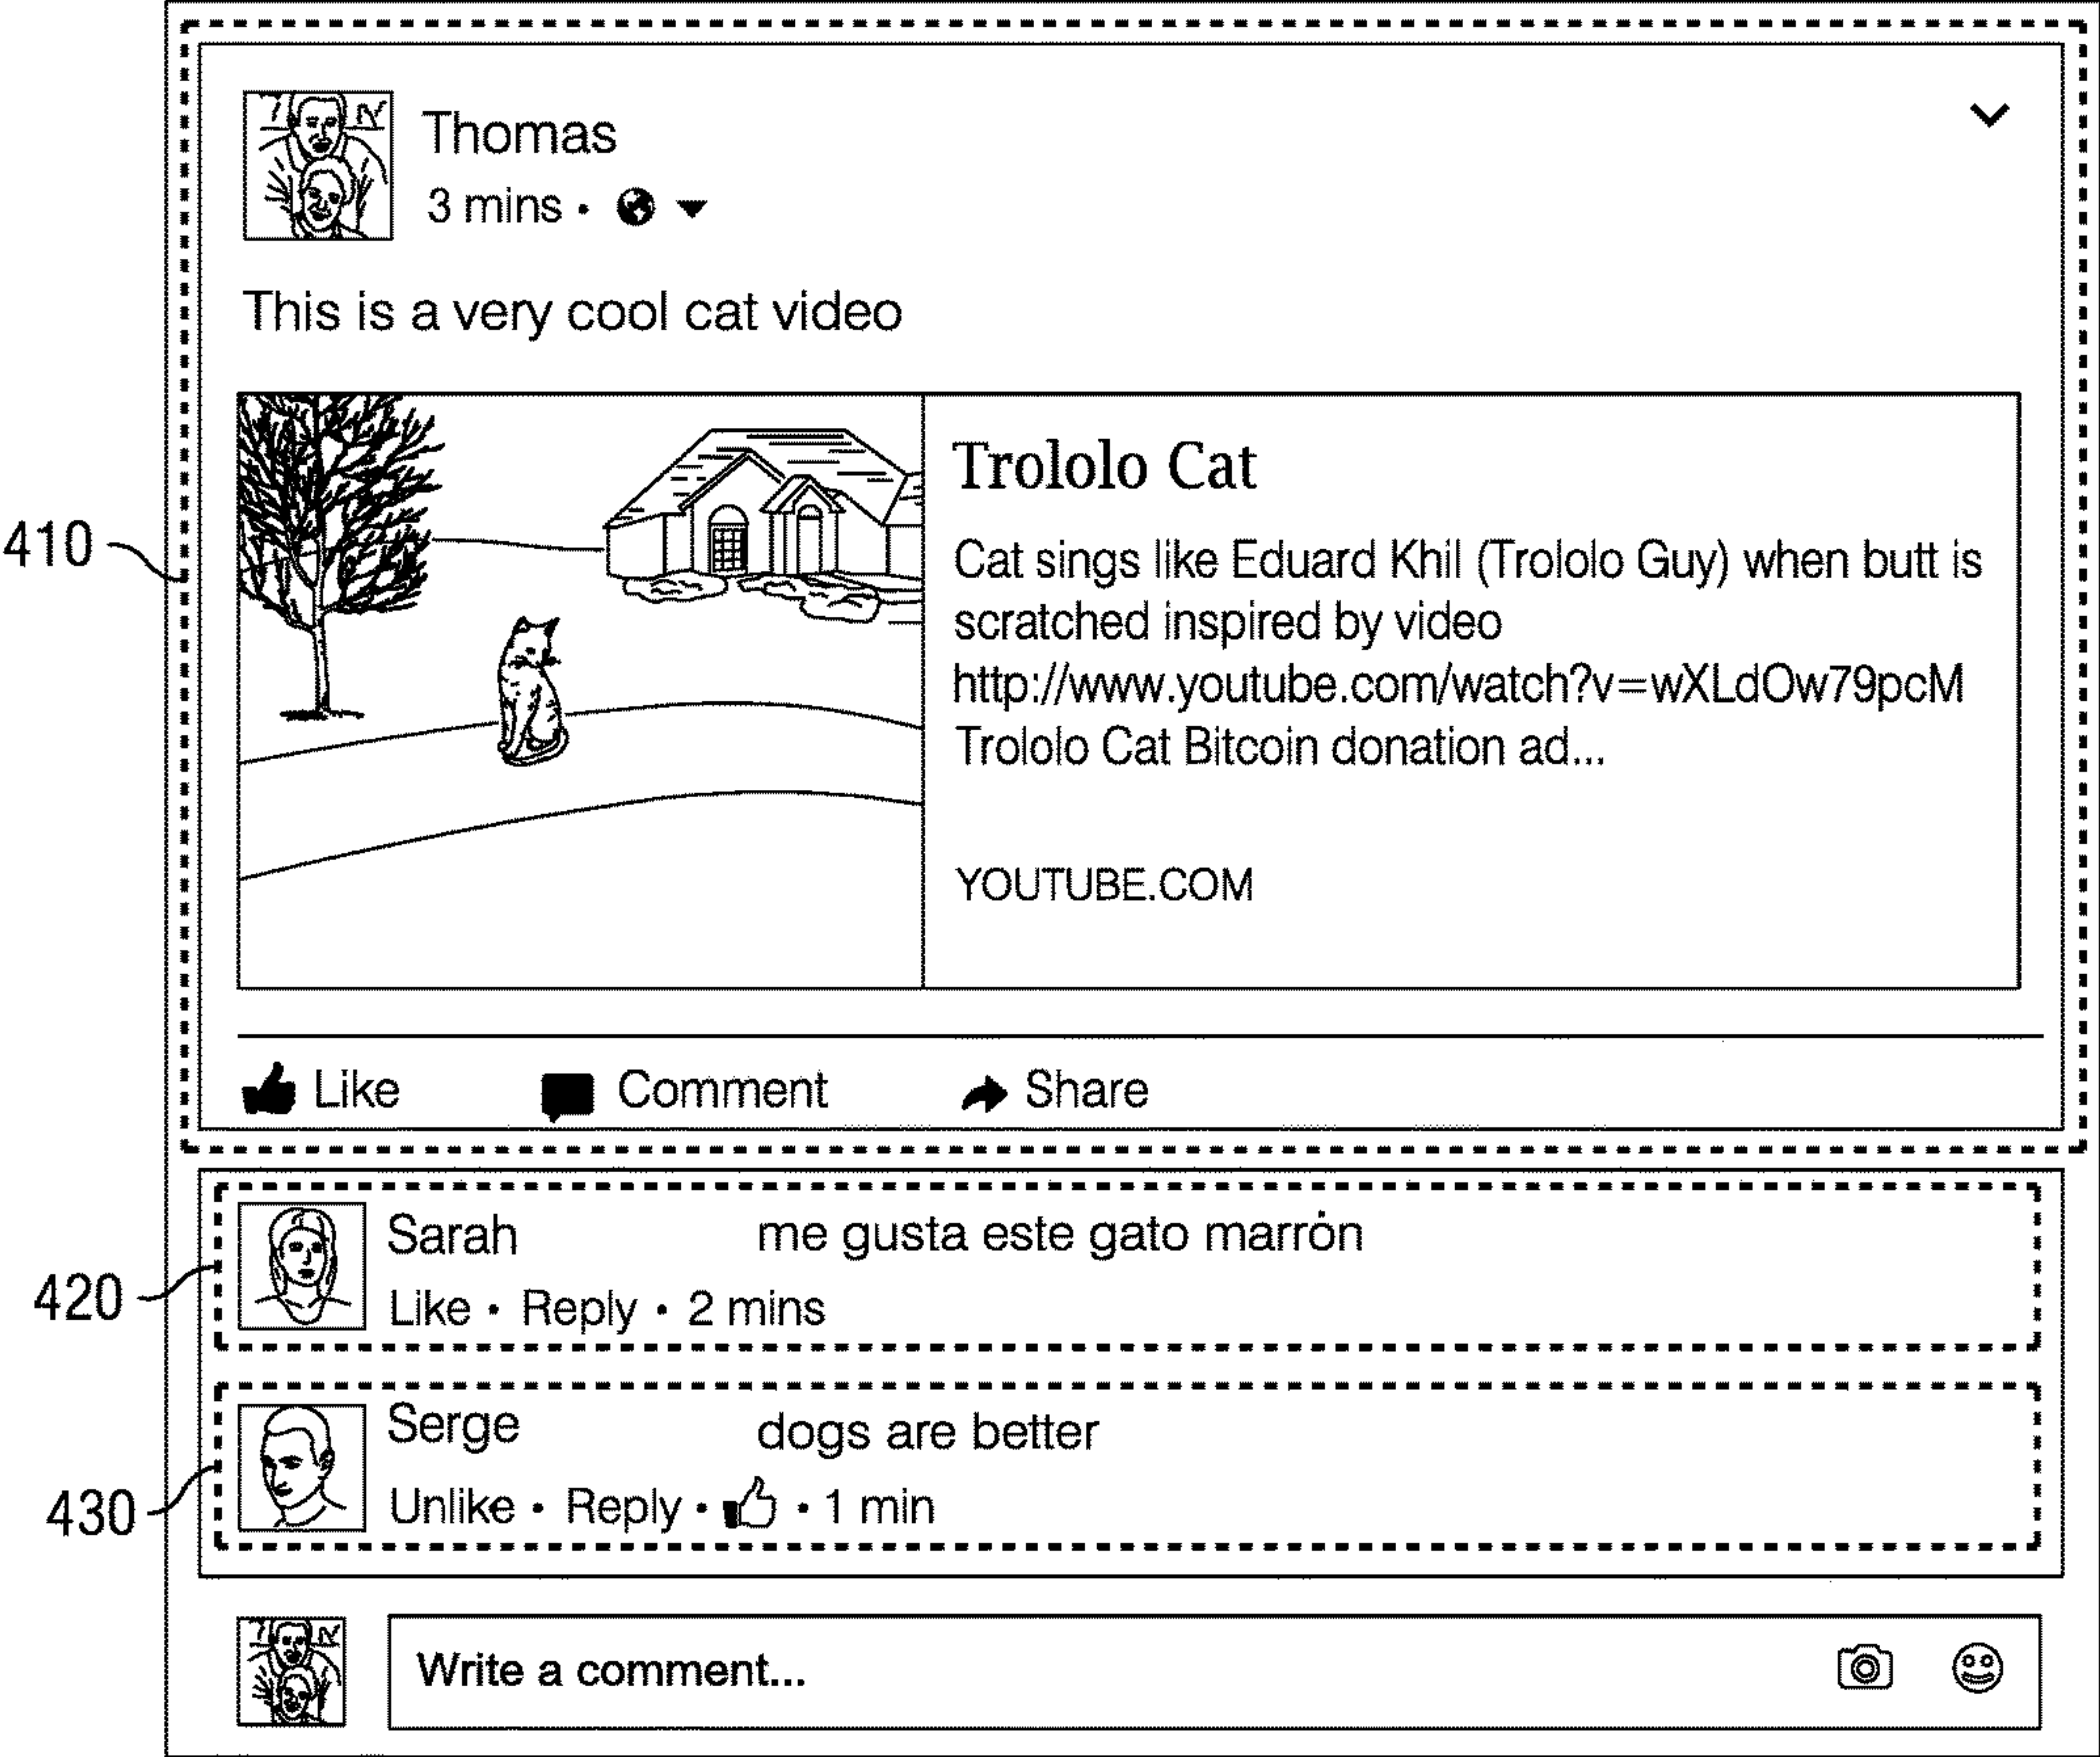 Thomas
3 mins •
This is a very cool cat video
410
Trololo Cat
Cat sings like Eduard Khil (Trololo Guy) when butt is
scratched inspired by video
http://www.youtube.com/watch?v=wXLdOw79pcM
Trololo Cat Bitcoin donation ad...
YOUTUBE.COM
Like Comment Share
420
Sarah me gusta este gato marrón
Like • Reply • 2 mins
430
Serge dogs are better
Unlike • Reply • • 1 min
Write a comment...